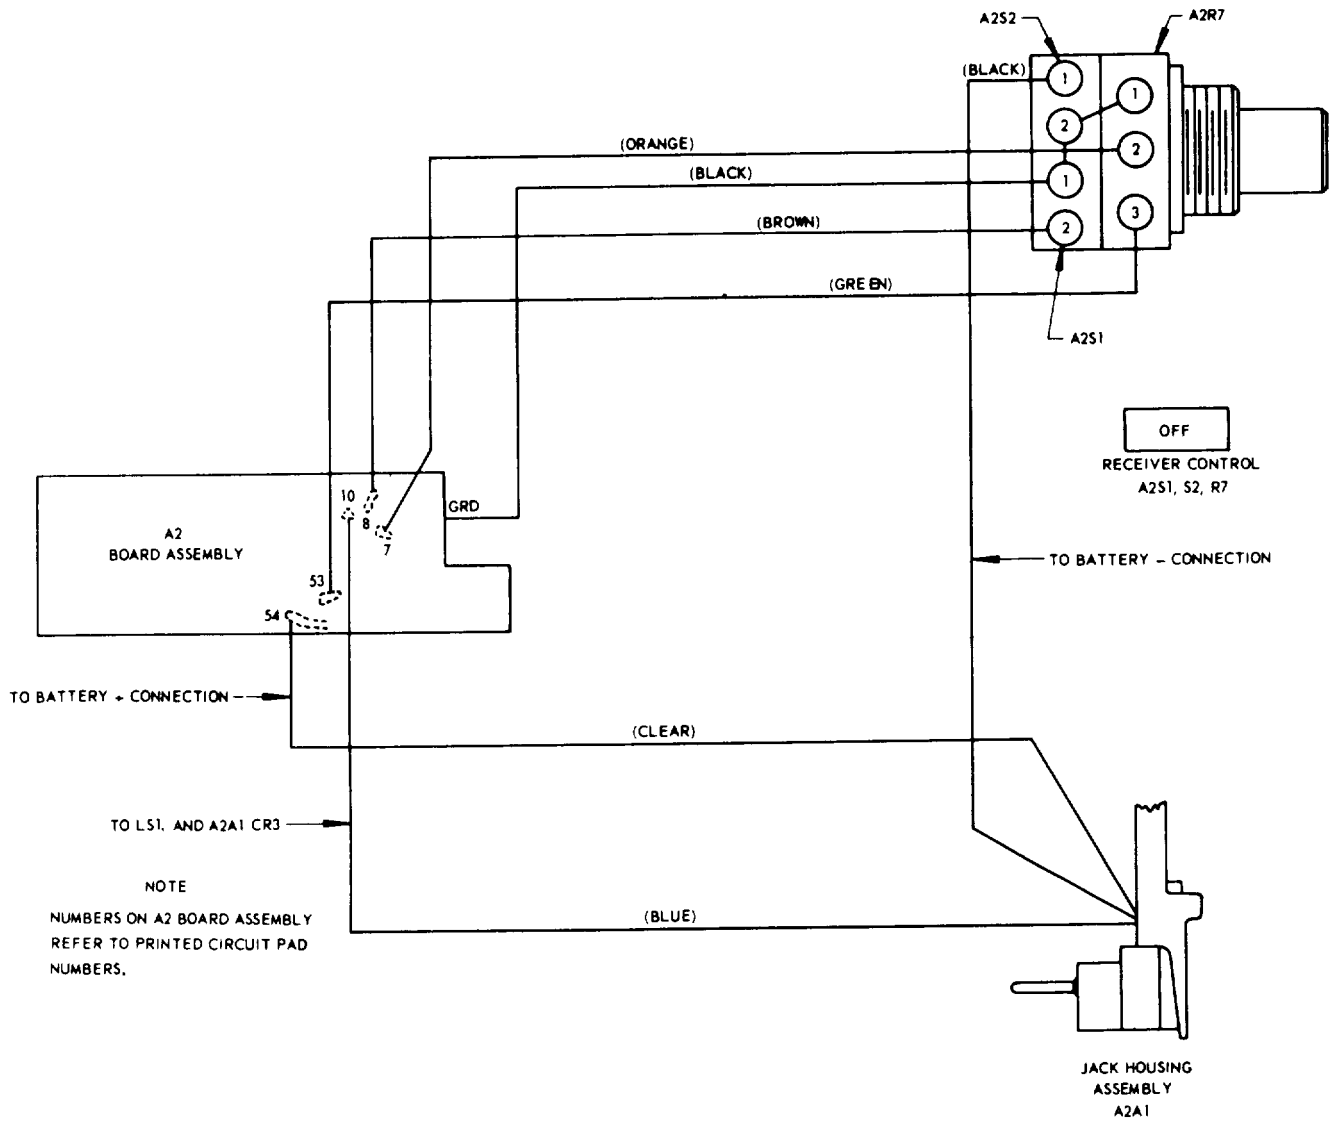 A2S2
A2R7
(BLACK)
1
1
2
(ORANGE)
2
(BLACK)
1
3
(BROWN)
2
(GREEN)
A2S1
OFF
RECEIVER CONTROL
A2S1, S2, R7
10
GRD
8
7
A2
BOARD ASSEMBLY
53
54
TO BATTERY - CONNECTION
TO BATTERY + CONNECTION
(CLEAR)
TO LS1. AND A2A1 CR3
NOTE
NUMBERS ON A2 BOARD ASSEMBLY
REFER TO PRINTED CIRCUIT PAD
NUMBERS.
(BLUE)
JACK HOUSING
ASSEMBLY
A2A1